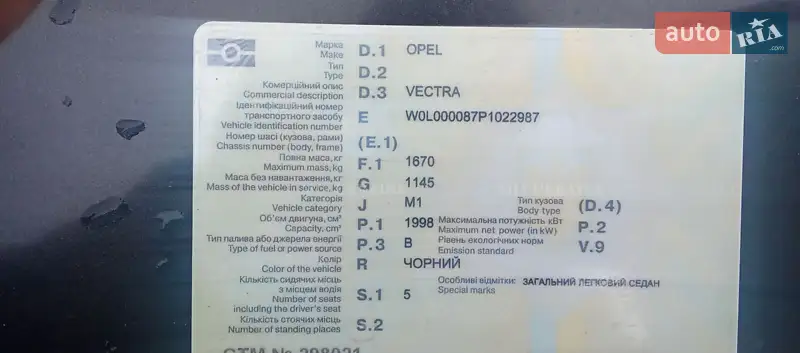 auto RIA .com
Марка
Make D.1 OPEL
Тип
Type D.2
Комерційний опис
Commercial description D.3 VECTRA
Ідентифікаційний номер
транспортного засобу
Vehicle identification number E W0L000087P1022987
Номер шасі (кузова, рами)
Chassis number (body, frame) (E.1)
Повна маса, кг
Maximum mass, kg F.1 1670
Маса без навантаження, кг
Mass of the vehicle in service, kg G 1145
Категорія
Vehicle category J M1
Тип кузова
Body type (D.4)
Об'єм двигуна, см³
Capacity, cm³ P.1 1998
Максимальна потужність кВт
Maximum net power (in kW) P.2
Тип палива або джерела енергії
Type of fuel or power source P.3 B
Рівень екологічних норм
Emission standard V.9
Колір
Color of the vehicle R ЧОРНИЙ
Кількість сидячих місць
з місцем водія
Number of seats
including the driver's seat S.1 5
Особливі відмітки: ЗАГАЛЬНИЙ ЛЕГКОВИЙ СЕДАН
Special marks
Кількість стоячих місць
Number of standing places S.2